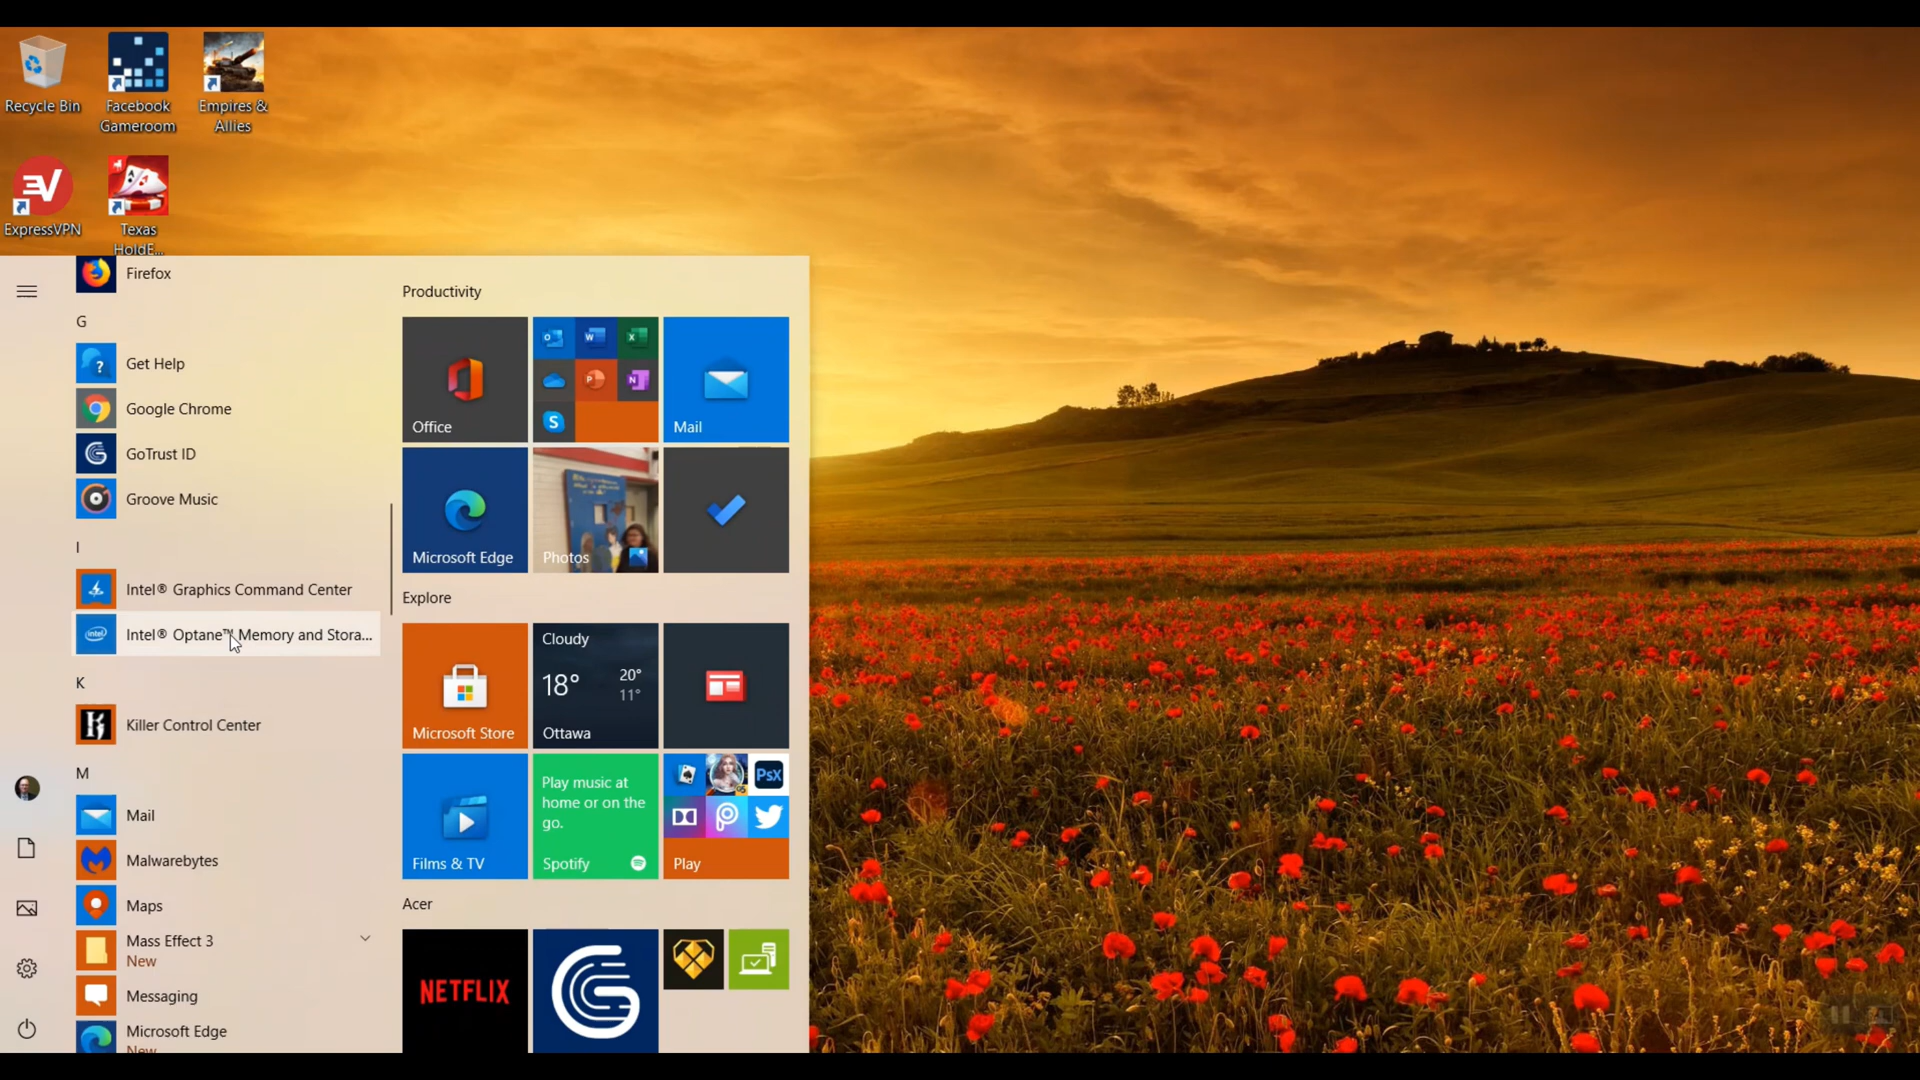 Recycle Bin
Facebook
Gameroom
Empires &
Allies
ExpressVPN
Texas
HoldE...
Firefox
G
Get Help
Google Chrome
GoTrust ID
Groove Music
I
Intel® Graphics Command Center
intel
Intel® Optane™ Memory and Stora...
K
Killer Control Center
M
Mail
Malwarebytes
Maps
Mass Effect 3
New
Messaging
Microsoft Edge
New
Productivity
Office
Mail
Microsoft Edge
Photos
Explore
Microsoft Store
Cloudy
18°
20°
11°
Ottawa
Films & TV
Play music at
home or on the
go.
Spotify
PsX
Play
Acer
NETFLIX